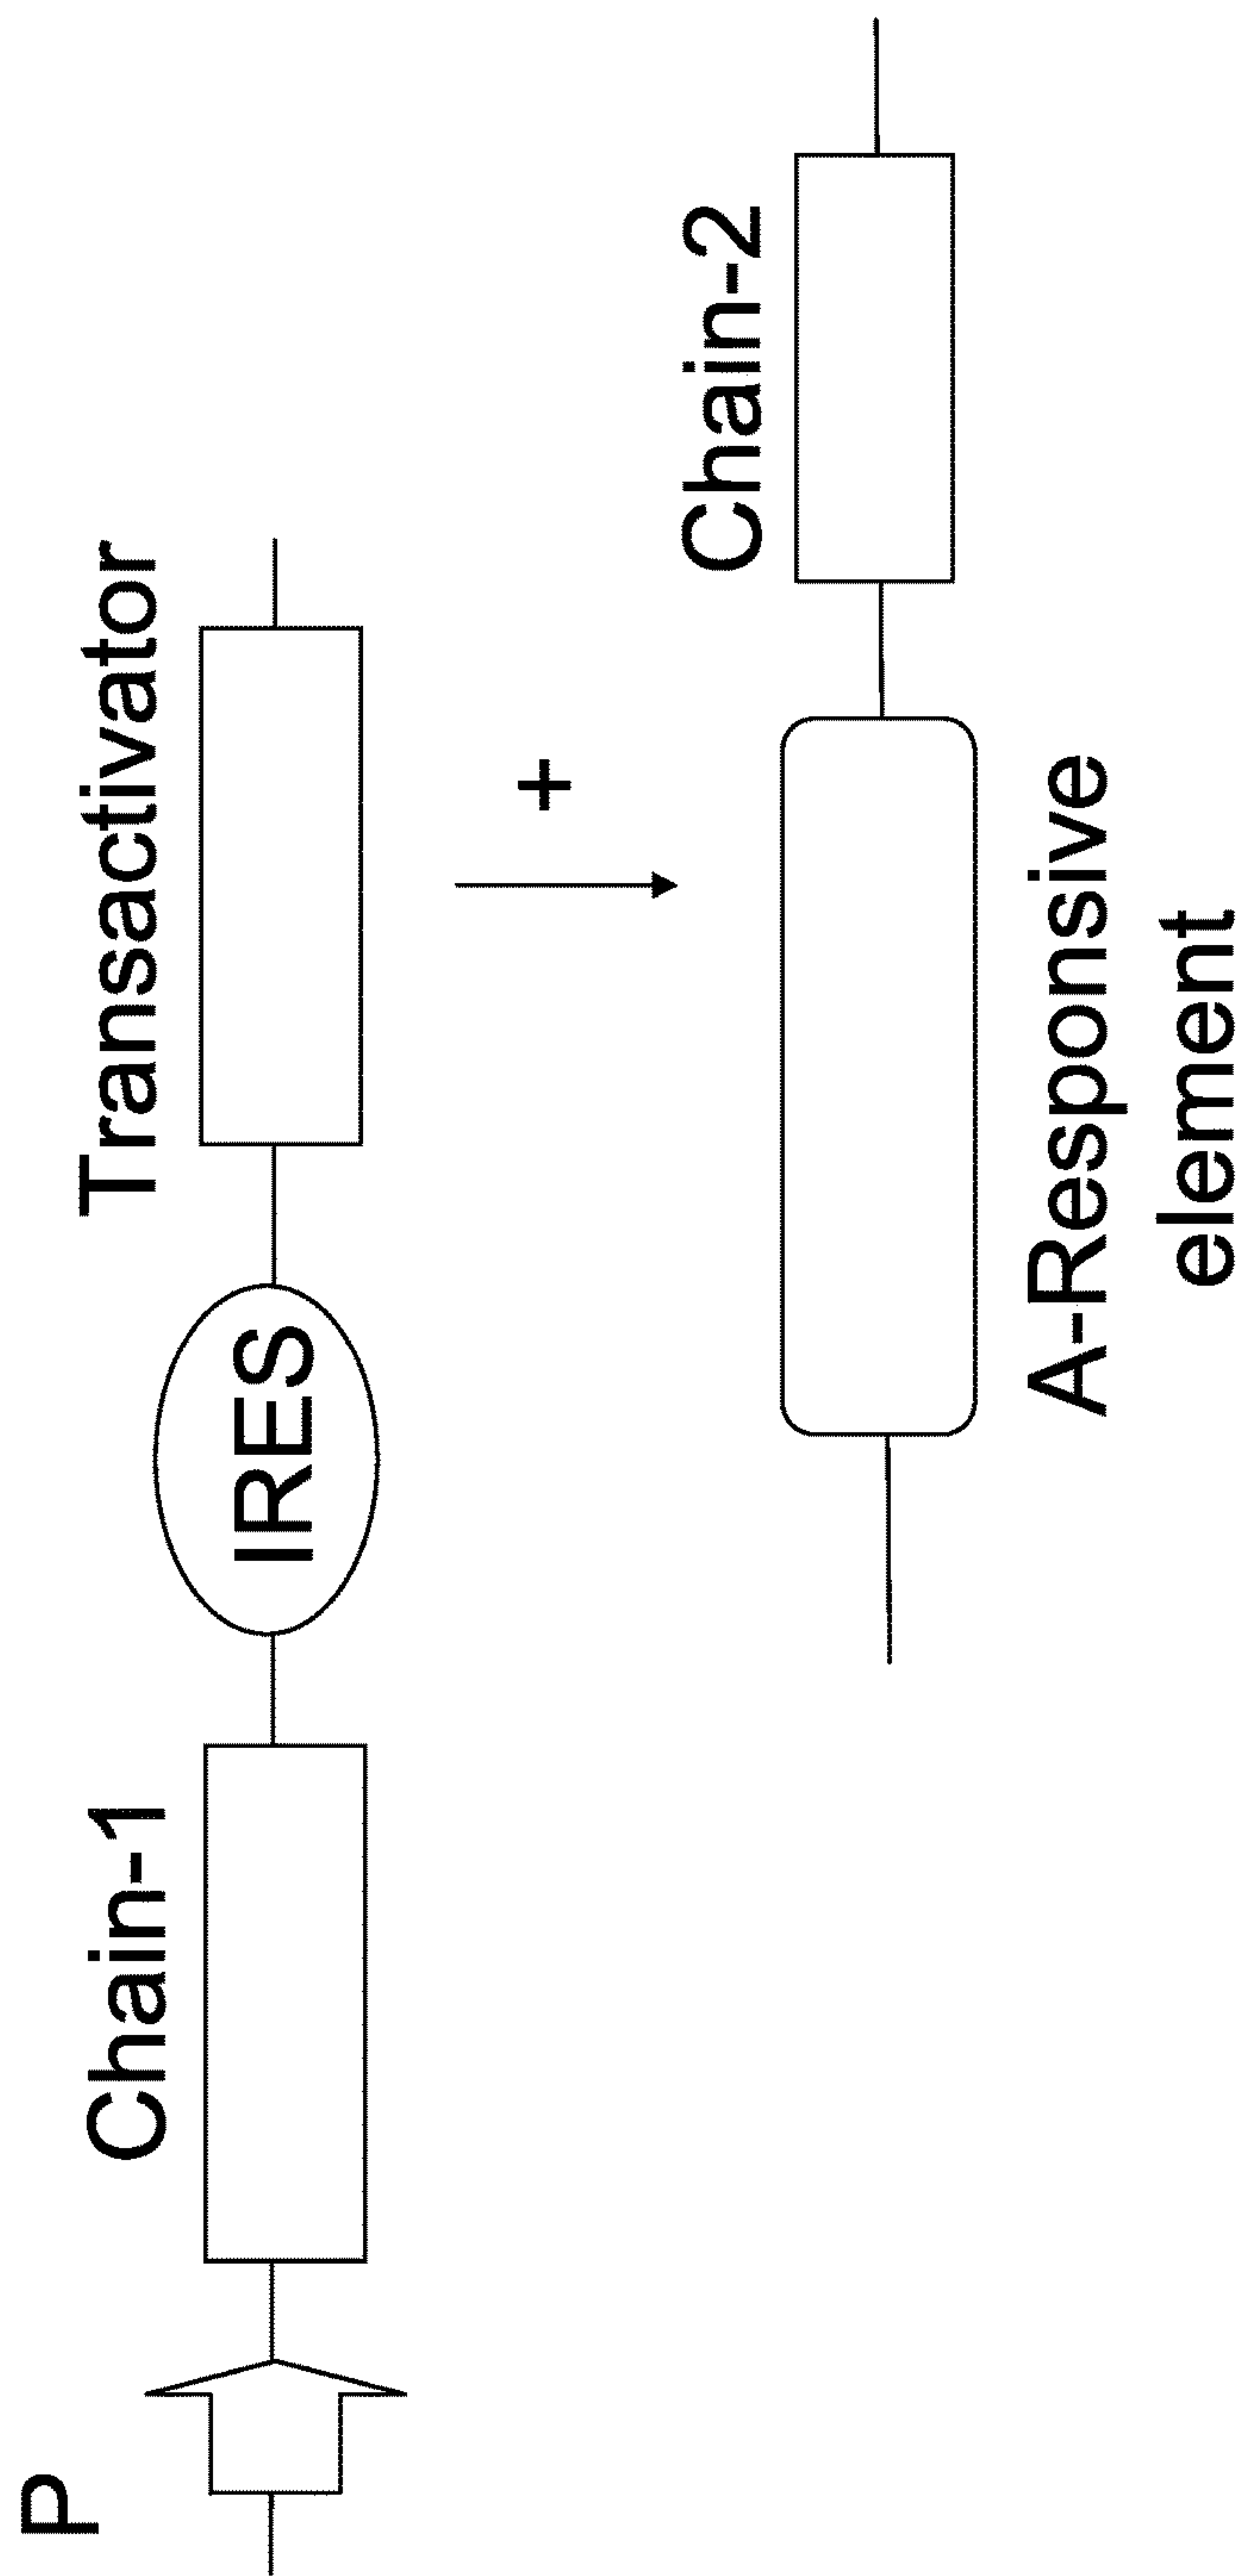 P
Chain-1
IRES
Transactivator
+
Chain-2
A-Responsive
element